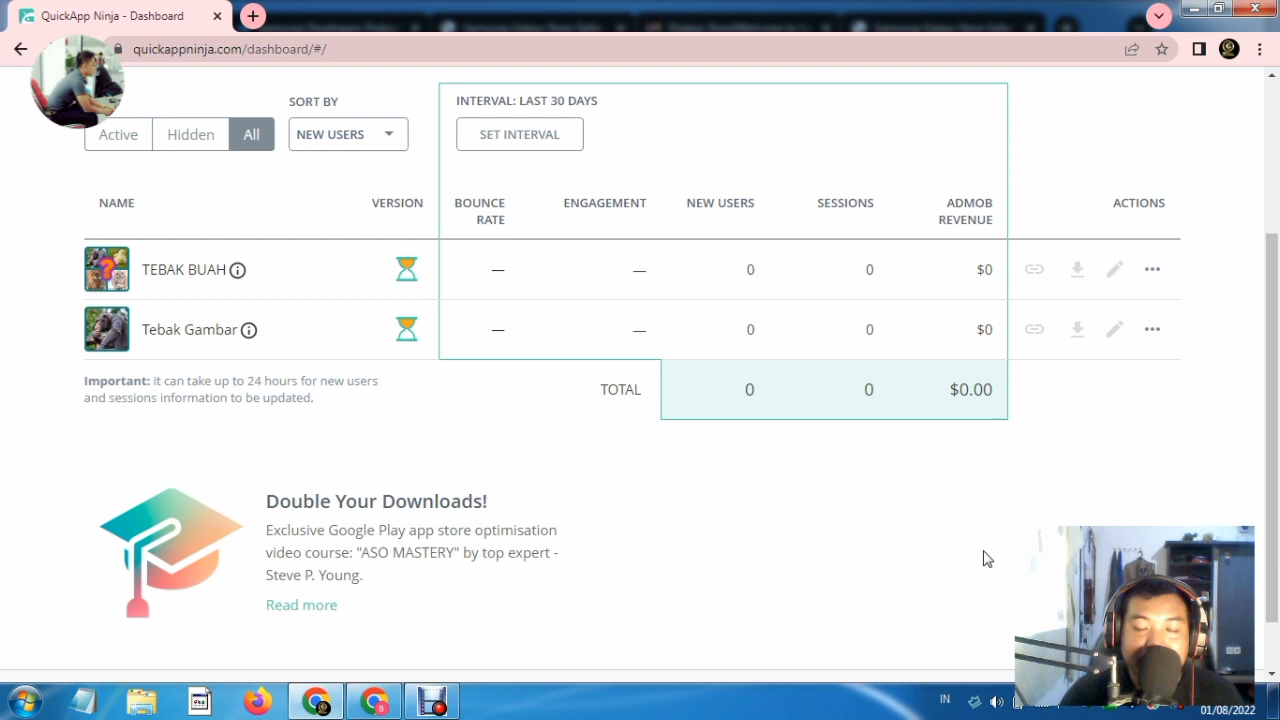 QuickApp Ninja - Dashboard
quickappninja.com/dashboard/#/
SORT BY
INTERVAL: LAST 30 DAYS
Active
Hidden
All
NEW USERS
SET INTERVAL
NAME
VERSION
BOUNCE RATE
ENGAGEMENT
NEW USERS
SESSIONS
ADMOB REVENUE
ACTIONS
TEBAK BUAH
—
—
0
0
$0
Tebak Gambar
—
—
0
0
$0
Important: it can take up to 24 hours for new users
and sessions information to be updated.
TOTAL
0
0
$0.00
Double Your Downloads!
Exclusive Google Play app store optimisation
video course: "ASO MASTERY" by top expert -
Steve P. Young.
Read more
IN
01/08/2022